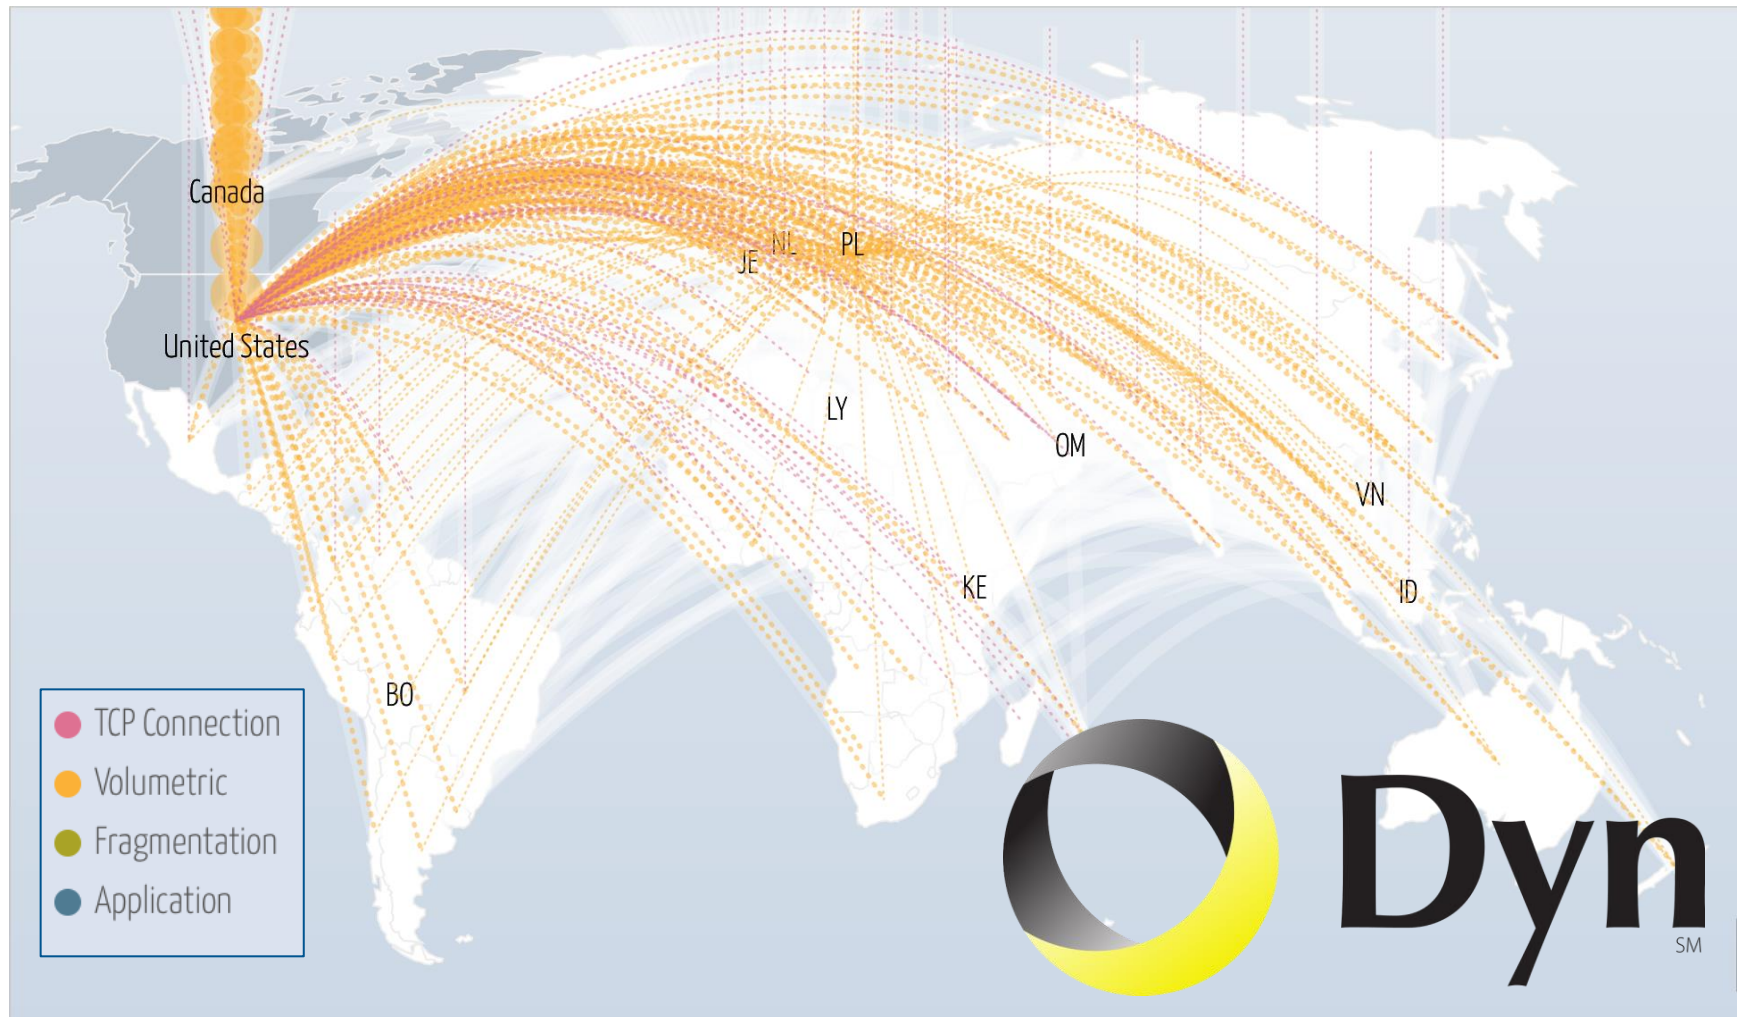 Canada
United States
JE
NL
PL
LY
OM
VN
KE
ID
BO
TCP Connection
Volumetric
Fragmentation
Application
Dyn
SM